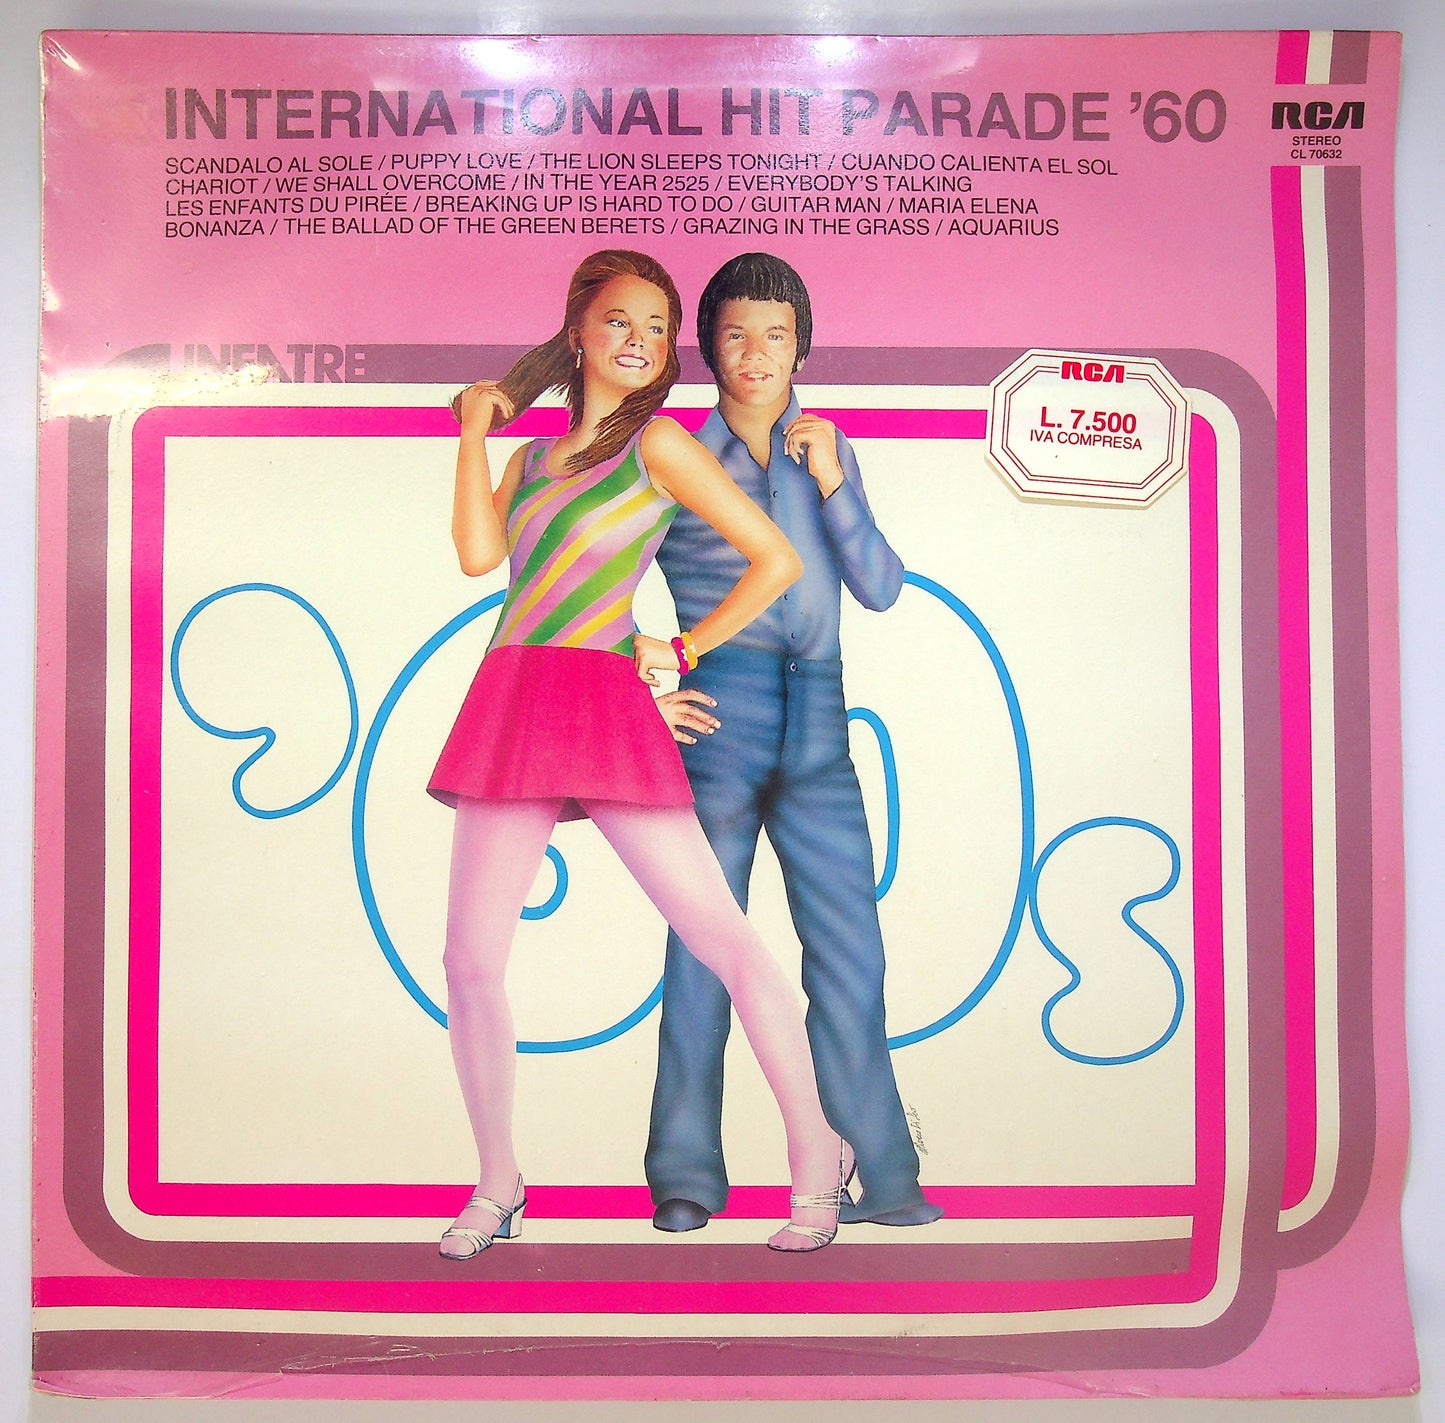 INTERNATIONAL HIT PARADE '60
SCANDALO AL SOLE / PUPPY LOVE / THE LION SLEEPS TONIGHT / CUANDO CALIENTA EL SOL
CHARIOT / WE SHALL OVERCOME / IN THE YEAR 2525 / EVERYBODY'S TALKING
LES ENFANTS DU PIRÉE / BREAKING UP IS HARD TO DO / GUITAR MAN / MARIA ELENA
BONANZA / THE BALLAD OF THE GREEN BERETS / GRAZING IN THE GRASS / AQUARIUS
RCA
STEREO
CL 70632
LINEATRE
RCA
L. 7.500
IVA COMPRESA
'60s